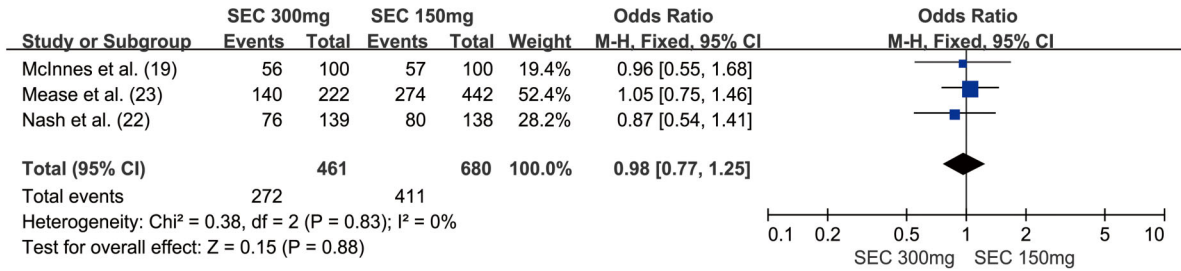 SEC 300mg SEC 150mg Odds Ratio Odds Ratio
Study or Subgroup Events Total Events Total Weight M-H, Fixed, 95% CI M-H, Fixed, 95% CI
McInnes et al. (19) 56 100 57 100 19.4% 0.96 [0.55, 1.68]
Mease et al. (23) 140 222 274 442 52.4% 1.05 [0.75, 1.46]
Nash et al. (22) 76 139 80 138 28.2% 0.87 [0.54, 1.41]
Total (95% CI) 461 680 100.0% 0.98 [0.77, 1.25]
Total events 272 411
Heterogeneity: Chi² = 0.38, df = 2 (P = 0.83); I² = 0%
Test for overall effect: Z = 0.15 (P = 0.88)
0.1 0.2 0.5 1 2 5 10
SEC 300mg SEC 150mg